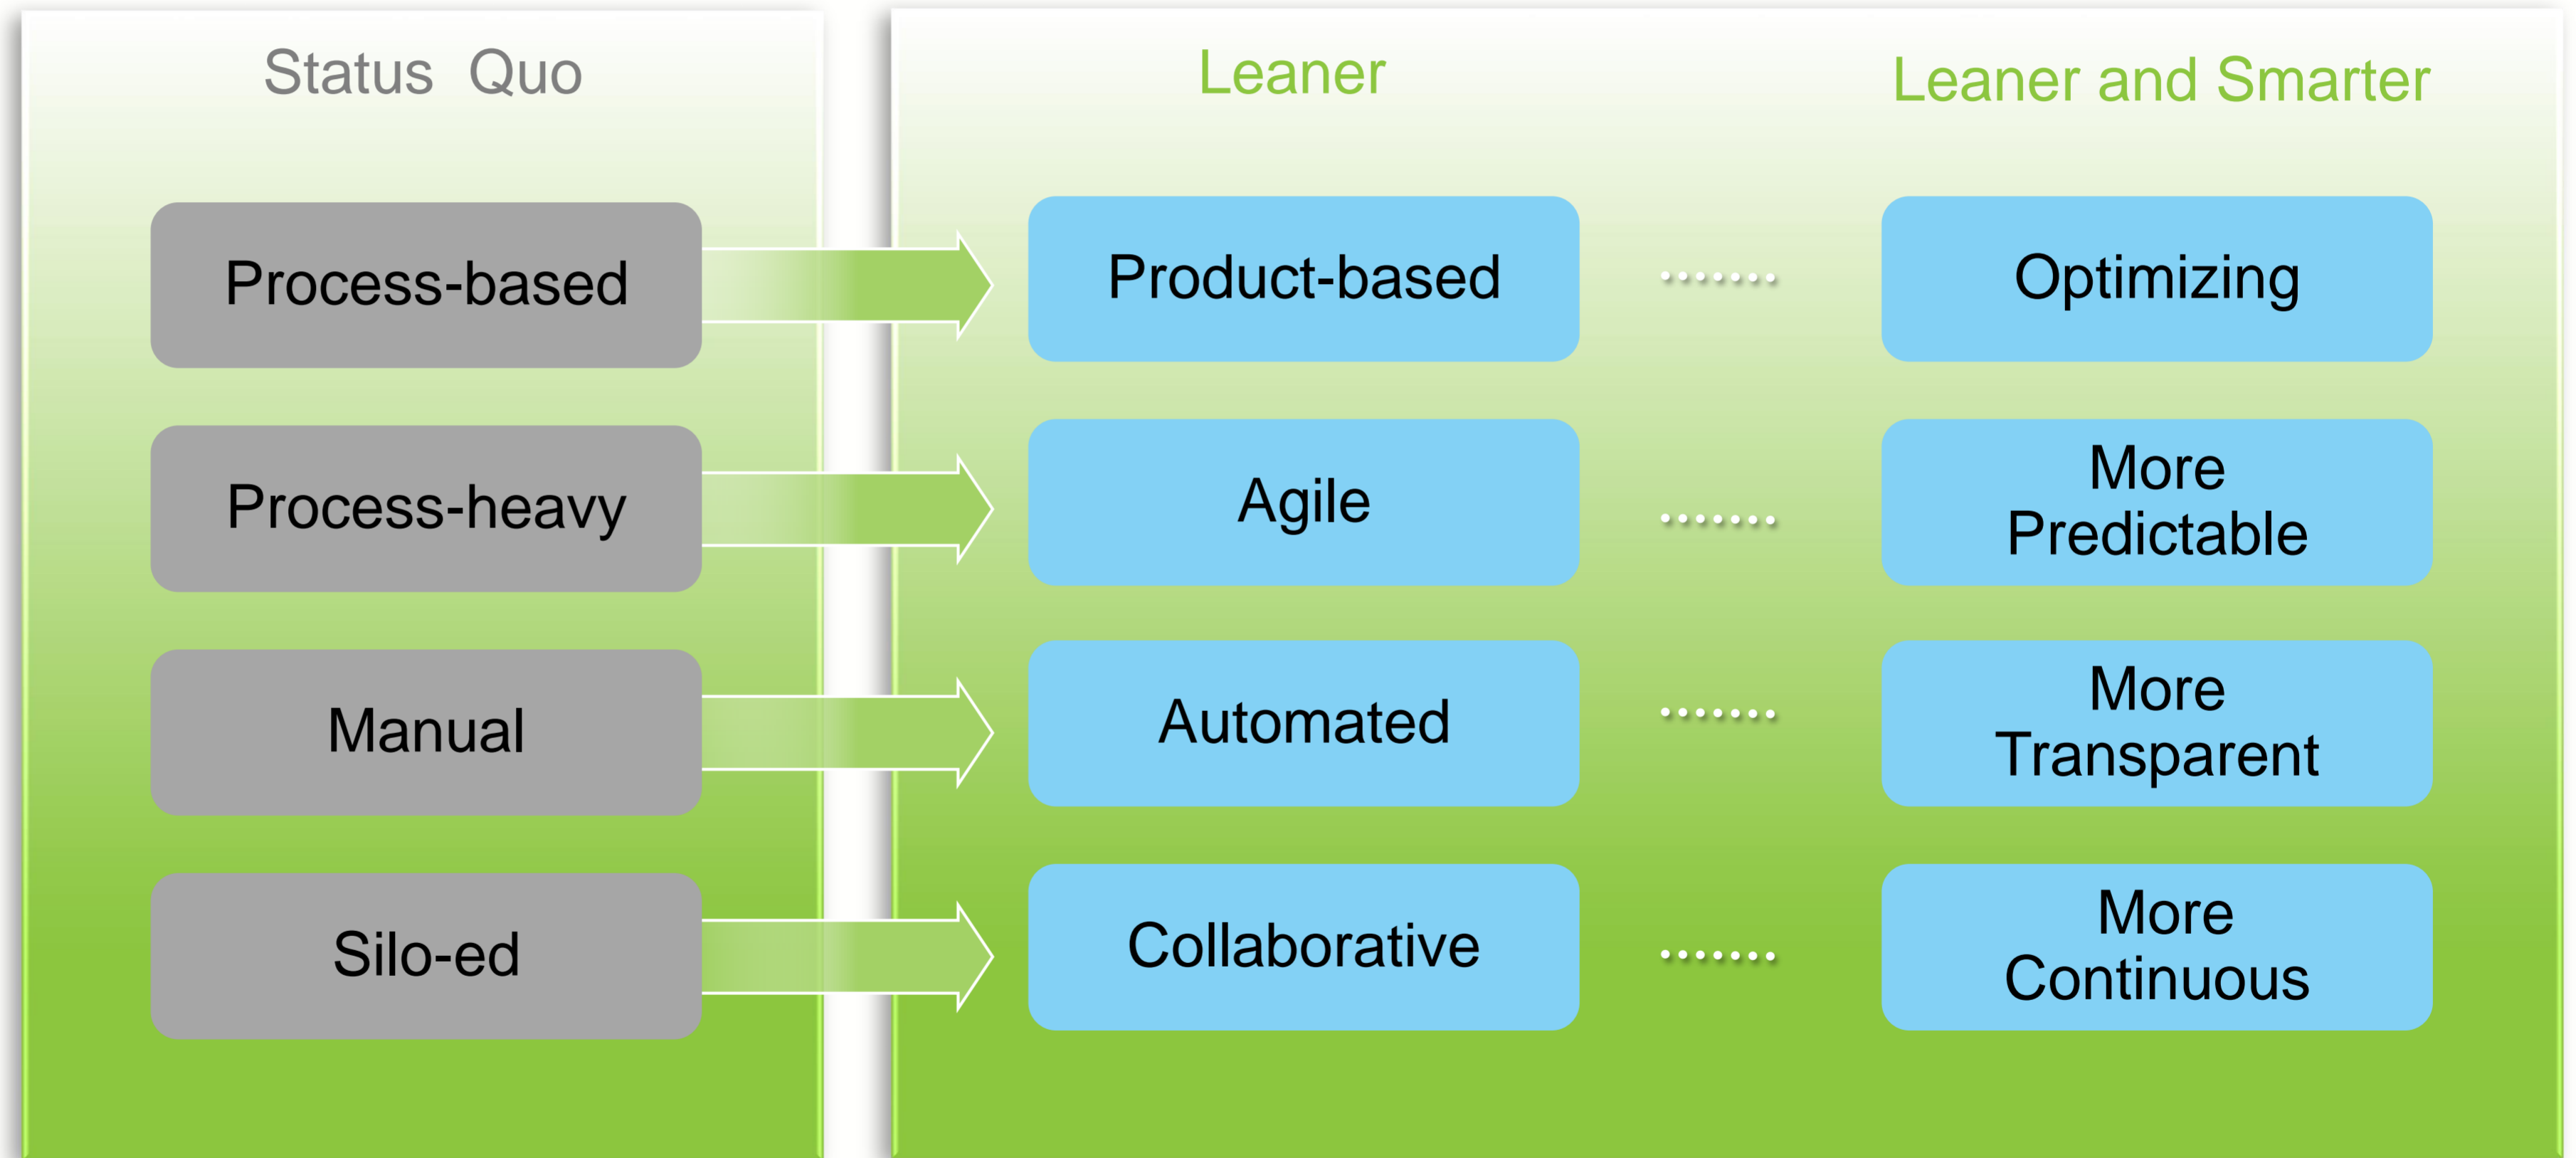 Status Quo
Leaner
Leaner and Smarter
Process-based
Product-based
Optimizing
Process-heavy
Agile
More
Predictable
Manual
Automated
More
Transparent
Silo-ed
Collaborative
More
Continuous